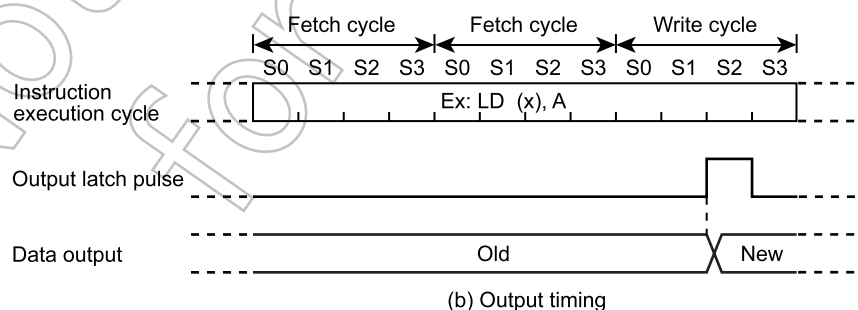 Fetch cycle Fetch cycle Write cycle
S0 S1 S2 S3 S0 S1 S2 S3 S0 S1 S2 S3
Instruction
execution cycle
Ex: LD (x), A
Output latch pulse
Data output
Old New
(b) Output timing
for